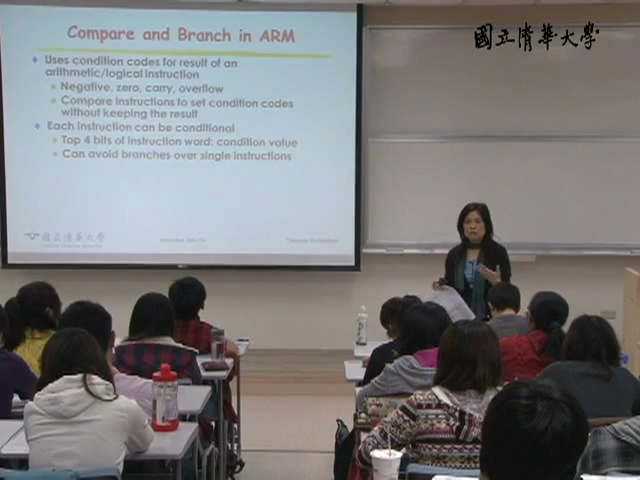 Compare and Branch in ARM
國立清華大學
Uses condition codes for result of an
arithmetic/logical instruction
Negative, zero, carry, overflow
Compare instructions to set condition codes
without keeping the result
Each instruction can be conditional
Top 4 bits of instruction word: condition value
Can avoid branches over single instructions
國立清華大學